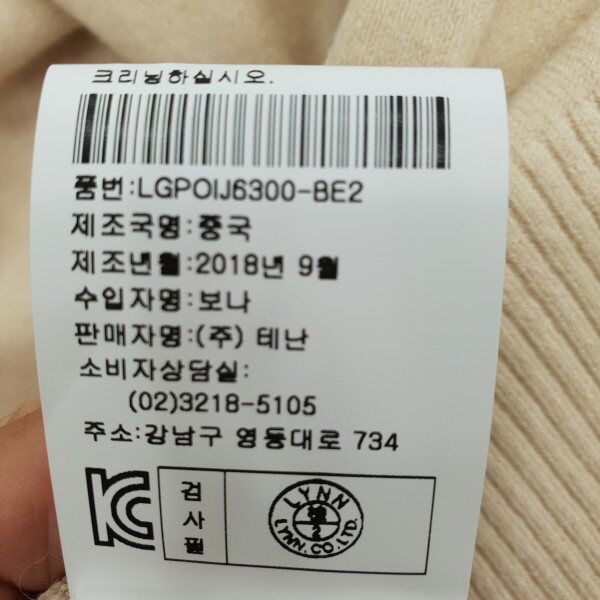 크리닝하십시오.
품번:LGPOIJ6300-BE2
제조국명:중국
제조년월:2018년 9월
수입자명:보나
판매자명:(주) 테난
소비자상담실:
(02)3218-5105
주소:강남구 영동대로 734
검사필
LYNN
LYNN.CO.LTD.
2